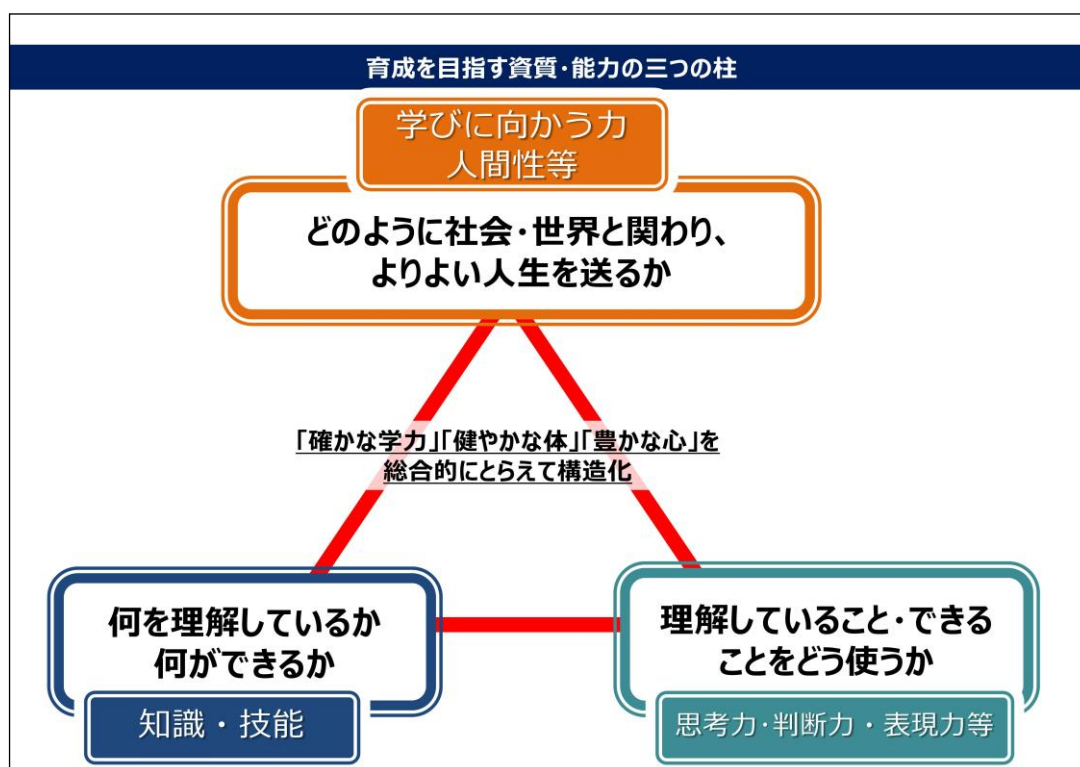 育成を目指す資質・能力の三つの柱
学びに向かう力
人間性等
どのように社会・世界と関わり、
よりよい人生を送るか
「確かな学力」「健やかな体」「豊かな心」を
総合的にとらえて構造化
何を理解しているか
何ができるか
知識・技能
理解していること・できる
ことをどう使うか
思考力・判断力・表現力等